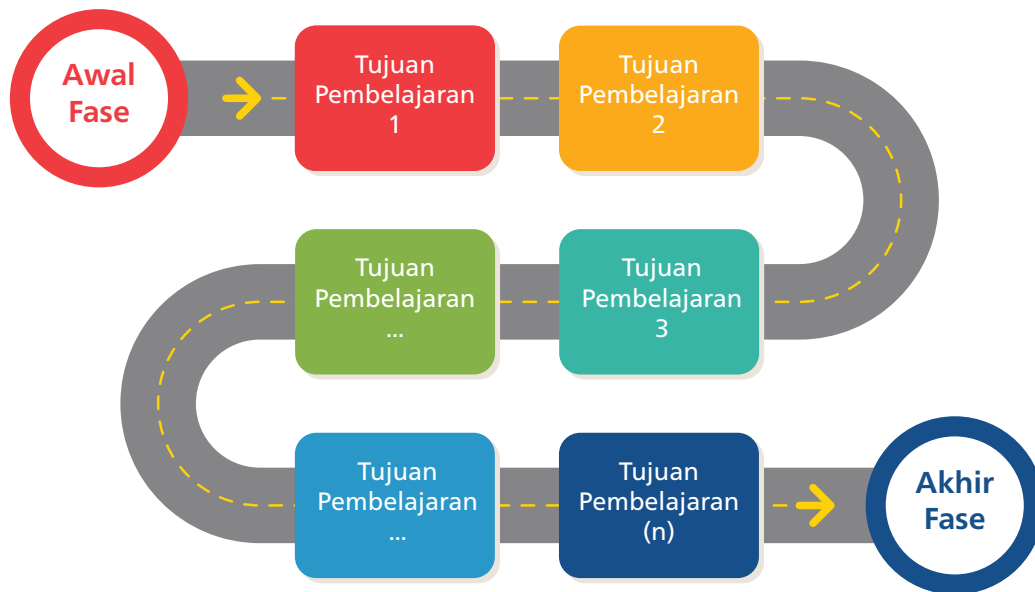 Awal
Fase
Tujuan
Pembelajaran
1
Tujuan
Pembelajaran
2
Tujuan
Pembelajaran
3
Tujuan
Pembelajaran
...
Tujuan
Pembelajaran
...
Tujuan
Pembelajaran
(n)
Akhir
Fase